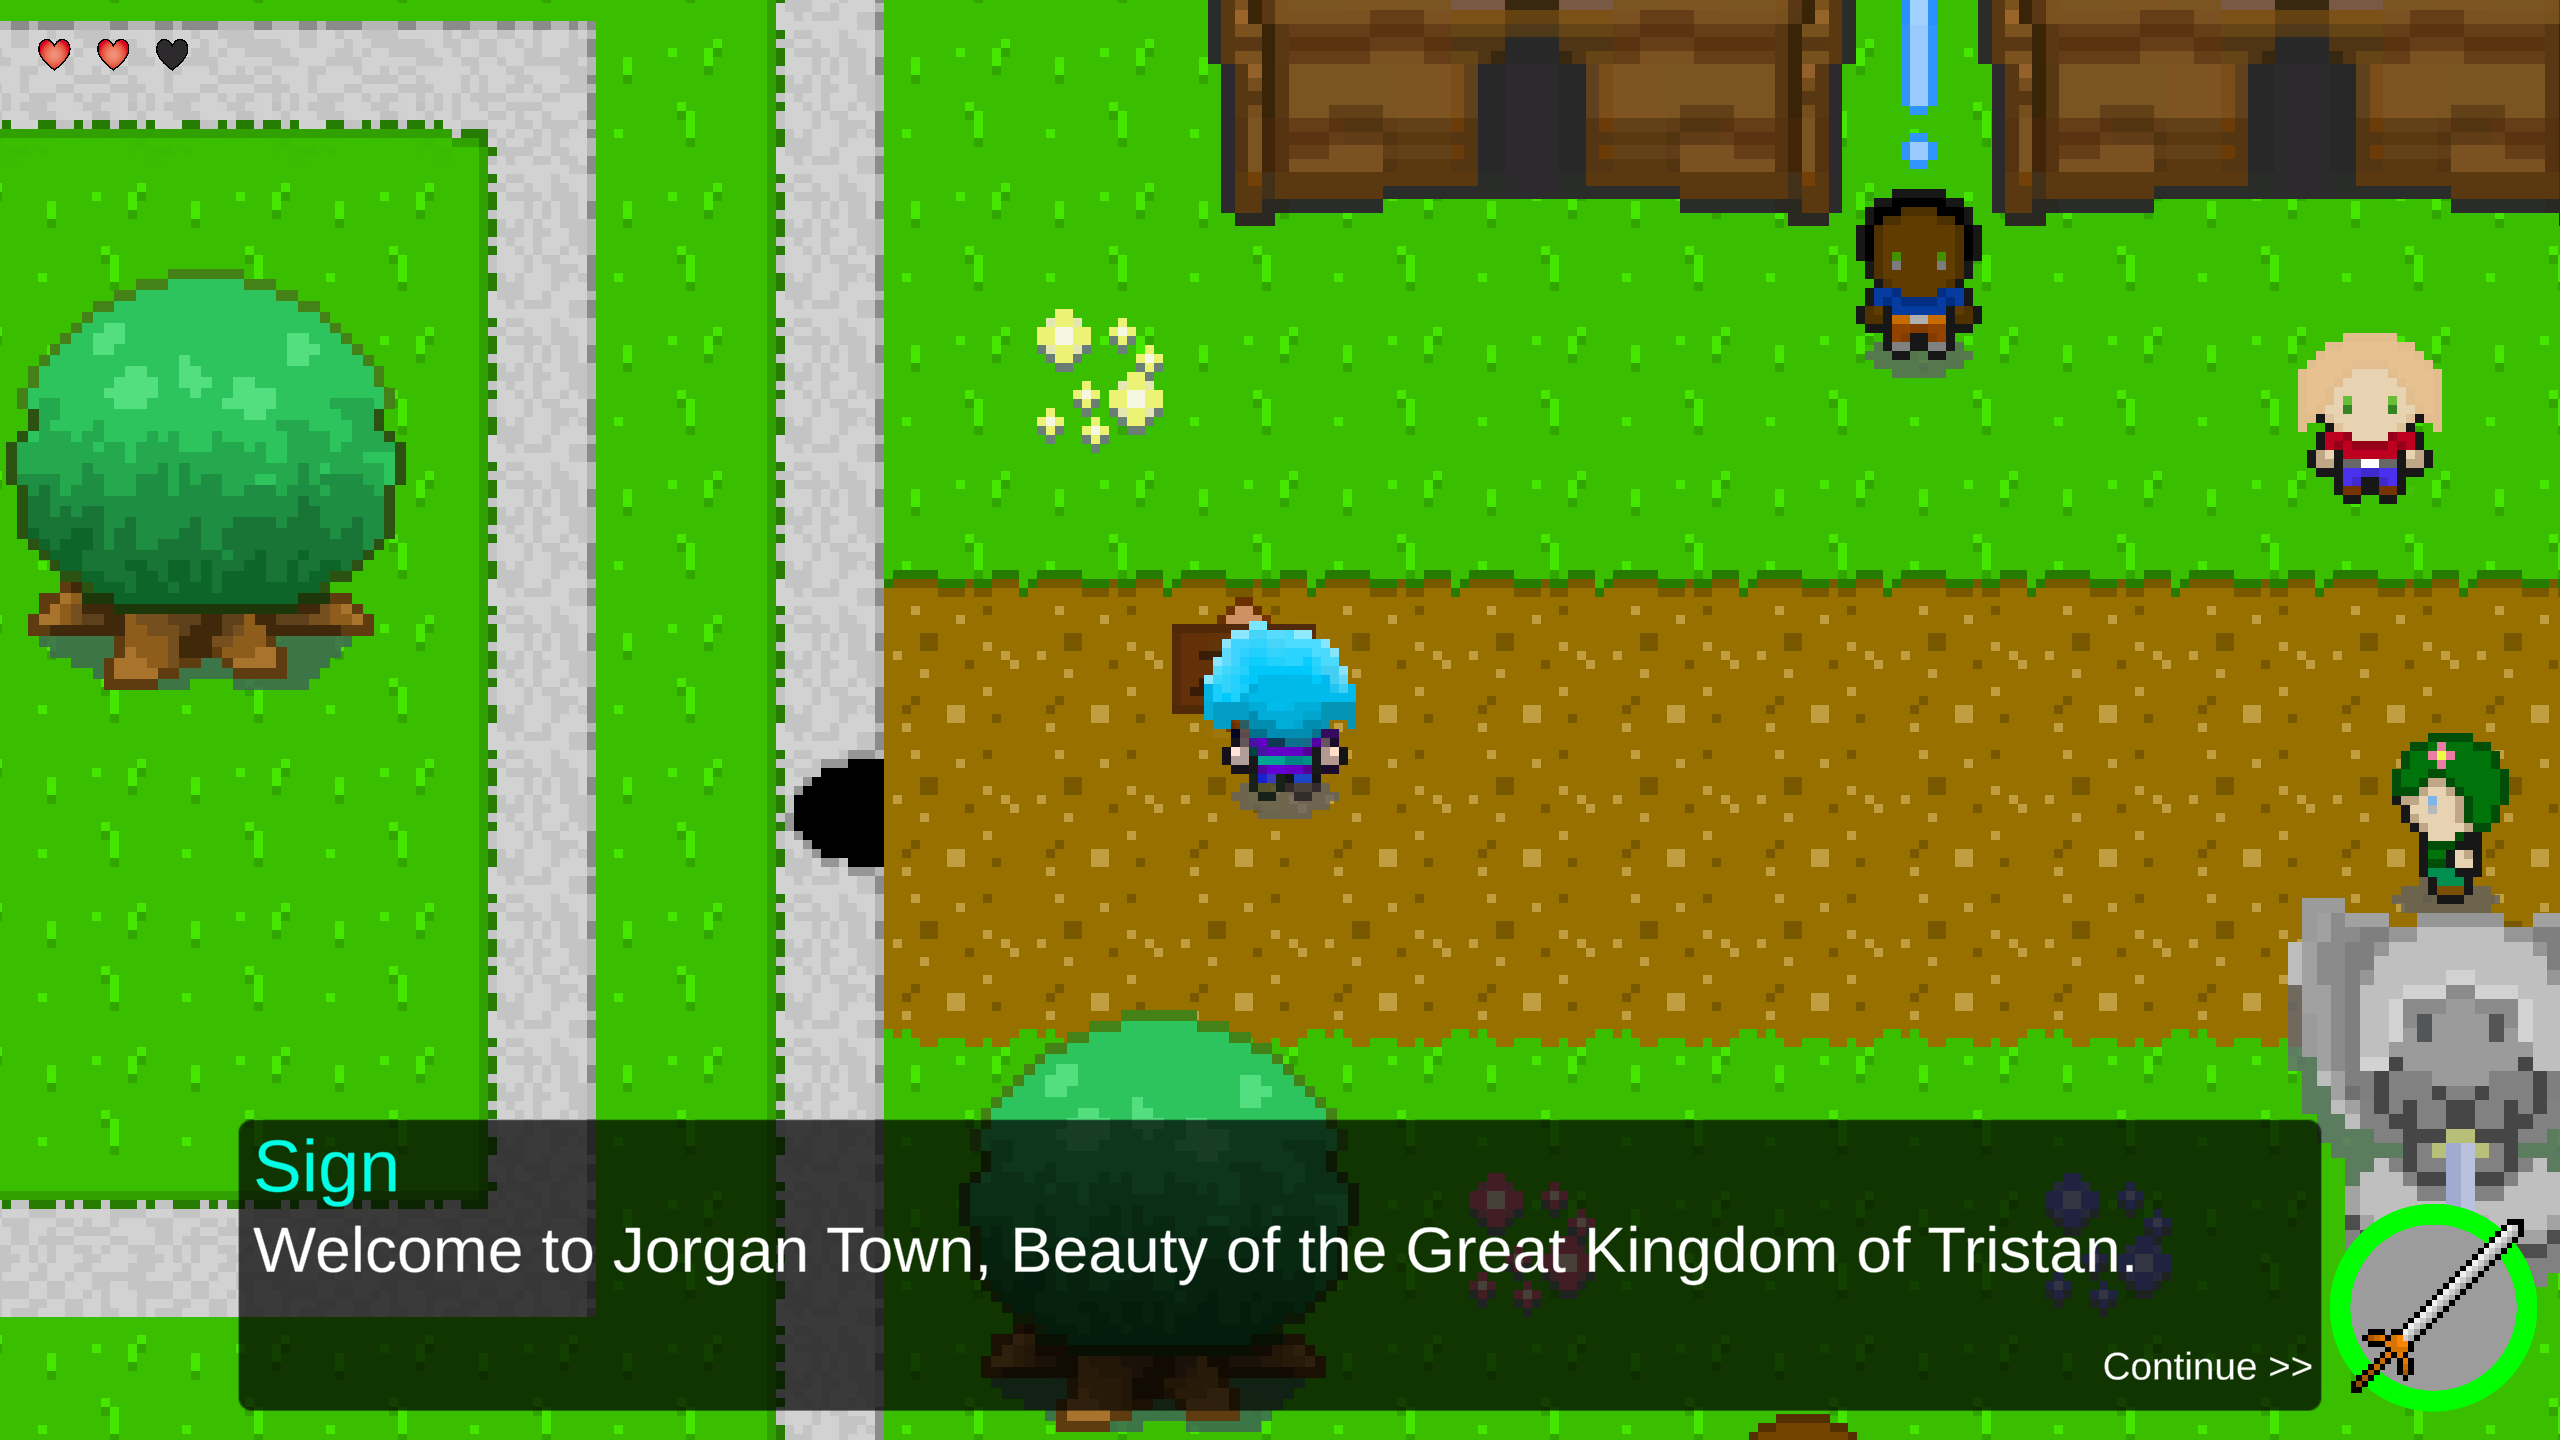 Sign
Welcome to Jorgan Town, Beauty of the Great Kingdom of Tristan.
Continue >>